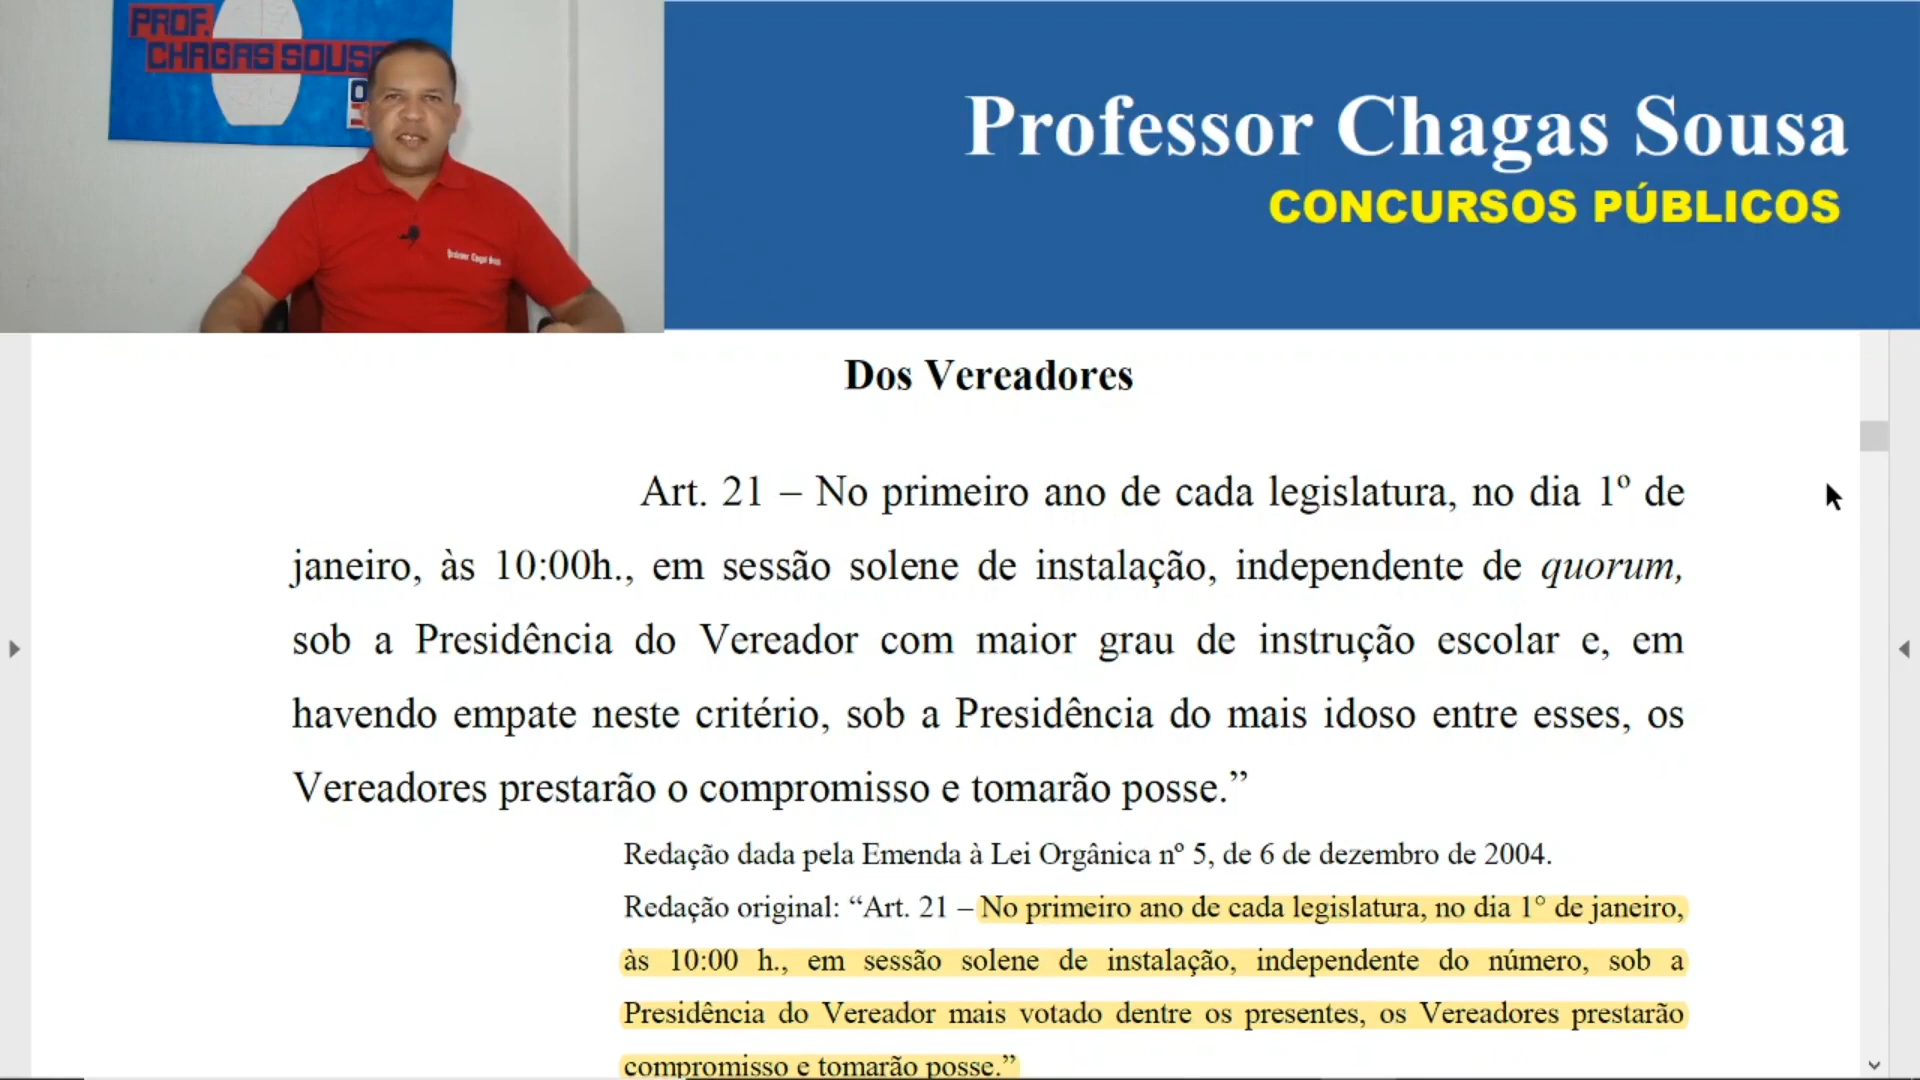 PROF.
CHAGAS SOUSA
Professor Chagas Sousa
Professor Chagas Sousa
CONCURSOS PÚBLICOS
Dos Vereadores
Art. 21 – No primeiro ano de cada legislatura, no dia 1º de
janeiro, às 10:00h., em sessão solene de instalação, independente de quorum,
sob a Presidência do Vereador com maior grau de instrução escolar e, em
havendo empate neste critério, sob a Presidência do mais idoso entre esses, os
Vereadores prestarão o compromisso e tomarão posse.”
Redação dada pela Emenda à Lei Orgânica nº 5, de 6 de dezembro de 2004.
Redação original: “Art. 21 – No primeiro ano de cada legislatura, no dia 1° de janeiro,
às 10:00 h., em sessão solene de instalação, independente do número, sob a
Presidência do Vereador mais votado dentre os presentes, os Vereadores prestarão
compromisso e tomarão posse.”